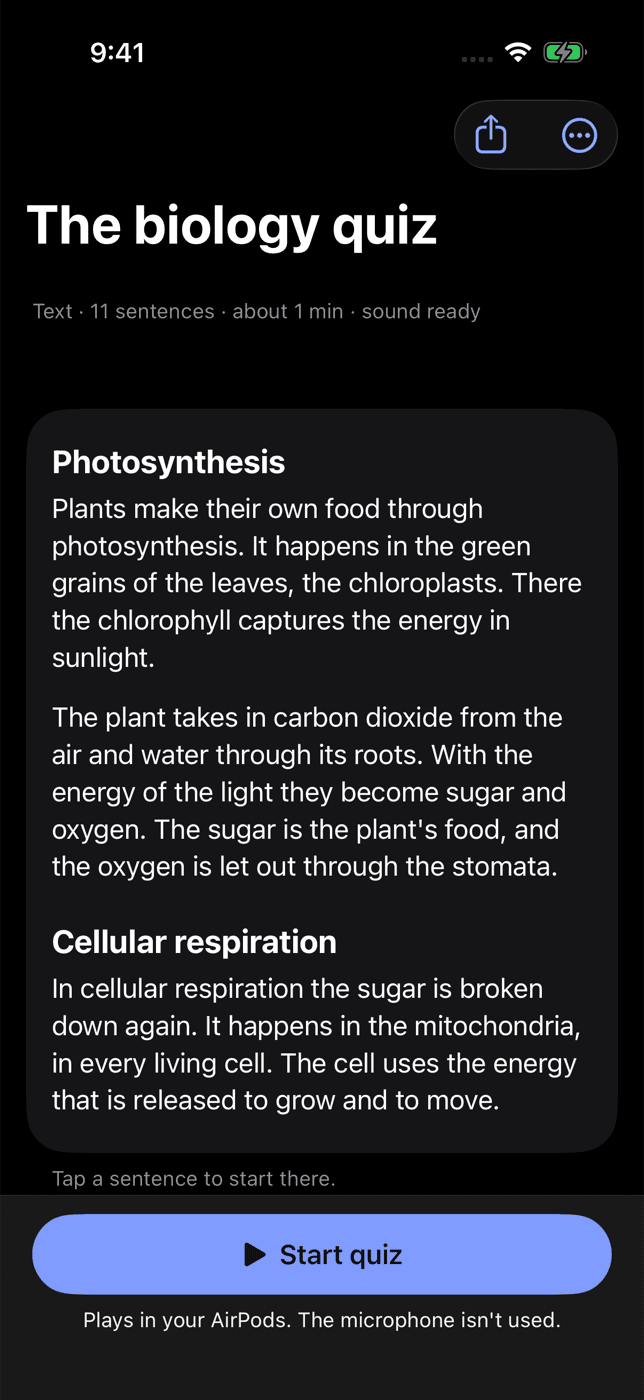 9:41
The biology quiz
Text · 11 sentences · about 1 min · sound ready
Photosynthesis
Plants make their own food through
photosynthesis. It happens in the green
grains of the leaves, the chloroplasts. There
the chlorophyll captures the energy in
sunlight.
The plant takes in carbon dioxide from the
air and water through its roots. With the
energy of the light they become sugar and
oxygen. The sugar is the plant's food, and
the oxygen is let out through the stomata.
Cellular respiration
In cellular respiration the sugar is broken
down again. It happens in the mitochondria,
in every living cell. The cell uses the energy
that is released to grow and to move.
Tap a sentence to start there.
Start quiz
Plays in your AirPods. The microphone isn't used.